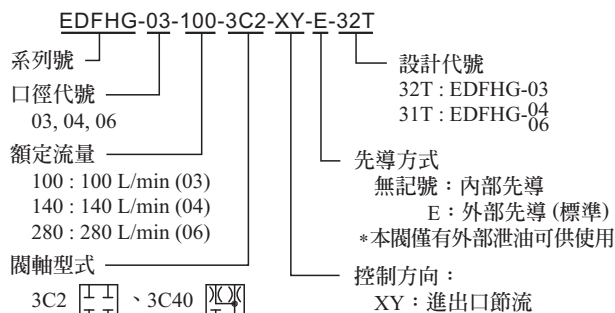 EDFHG-03-100-3C2-XY-E-32T
系列號
口徑代號
03, 04, 06
額定流量
100 : 100 L/min (03)
140 : 140 L/min (04)
280 : 280 L/min (06)
閥軸型式
3C2 、3C40
設計代號
32T : EDFHG-03
31T : EDFHG-04
06
先導方式
無記號：內部先導
E：外部先導 (標準)
*本閥僅有外部泄油可供使用
控制方向：
XY：進出口節流